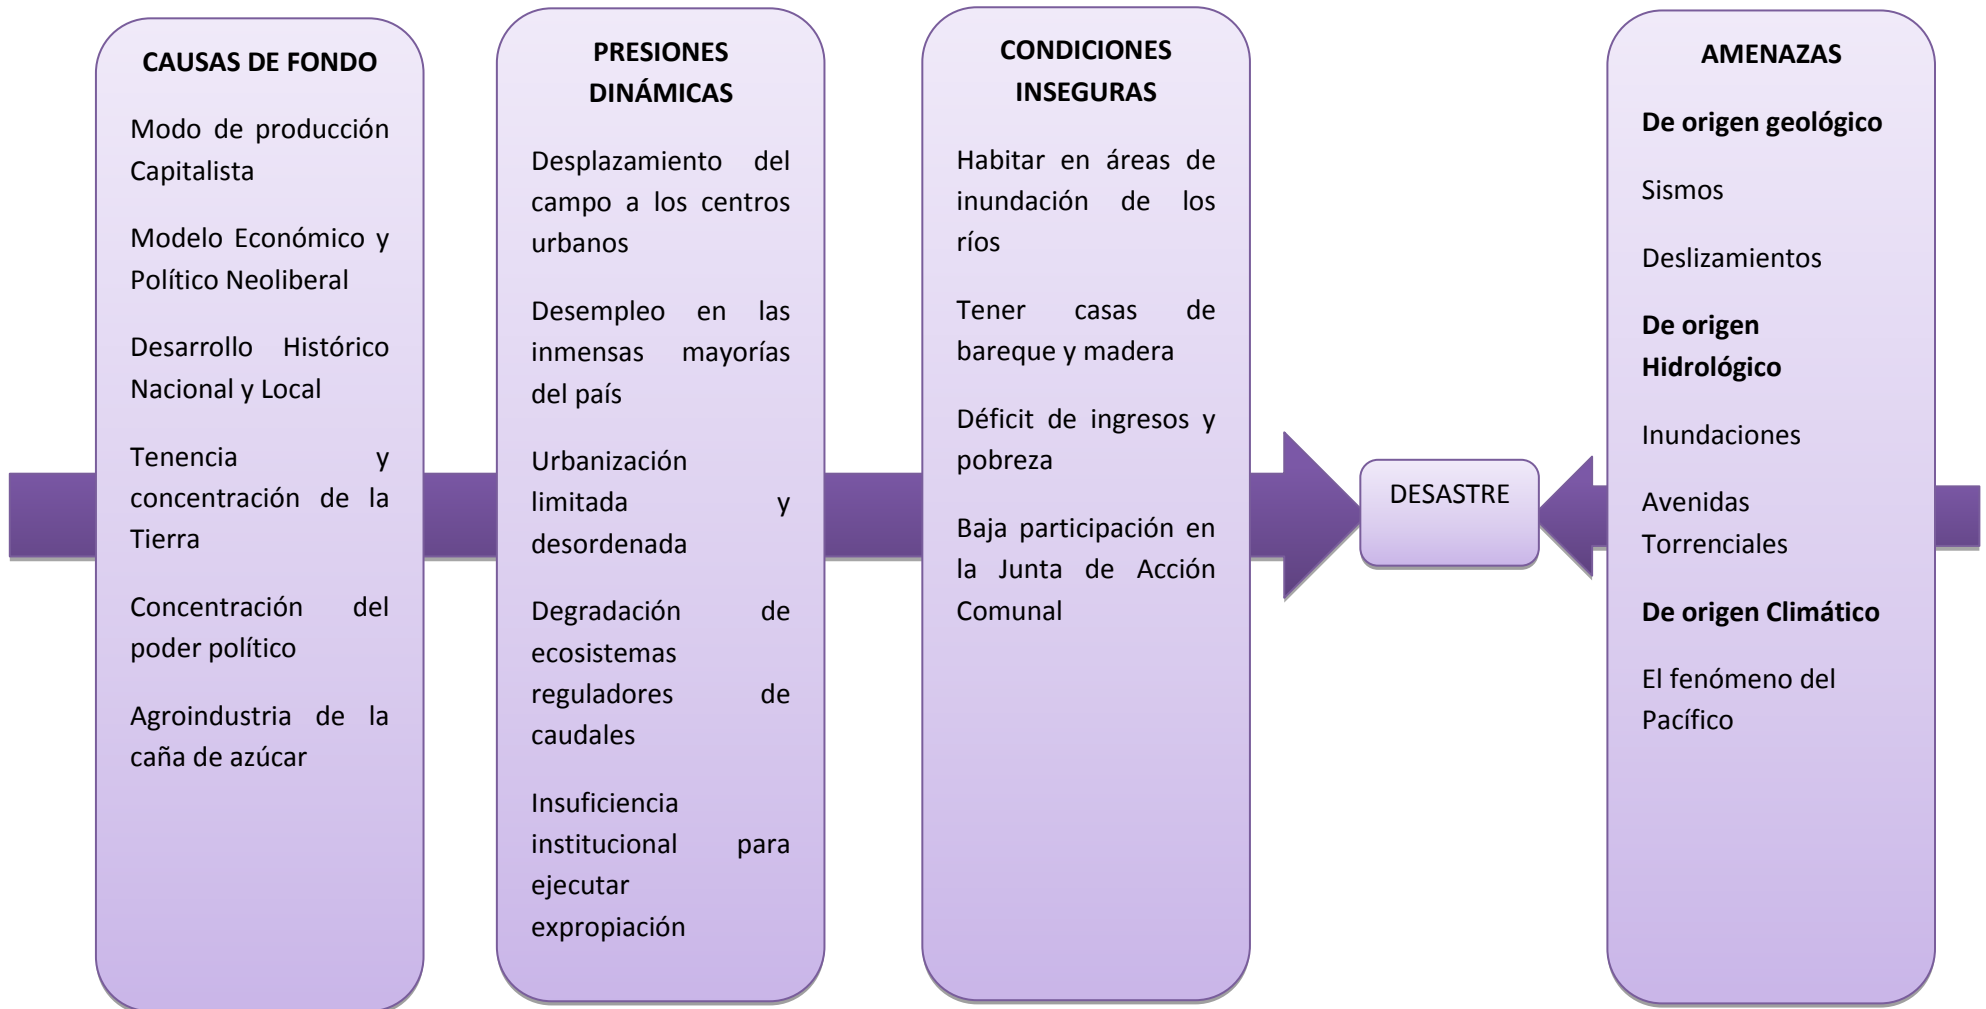 CAUSAS DE FONDO
Modo de producción
Capitalista
Modelo Económico y
Político Neoliberal
Desarrollo Histórico
Nacional y Local
Tenencia y
concentración de la
Tierra
Concentración del
poder político
Agroindustria de la
caña de azúcar
PRESIONES
DINÁMICAS
Desplazamiento del
campo a los centros
urbanos
Desempleo en las
inmensas mayorías
del país
Urbanización
limitada y
desordenada
Degradación de
ecosistemas
reguladores de
caudales
Insuficiencia
institucional para
ejecutar
expropiación
CONDICIONES
INSEGURAS
Habitar en áreas de
inundación de los
ríos
Tener casas de
bareque y madera
Déficit de ingresos y
pobreza
Baja participación en
la Junta de Acción
Comunal
DESASTRE
AMENAZAS
De origen geológico
Sismos
Deslizamientos
De origen
Hidrológico
Inundaciones
Avenidas
Torrenciales
De origen Climático
El fenómeno del
Pacífico